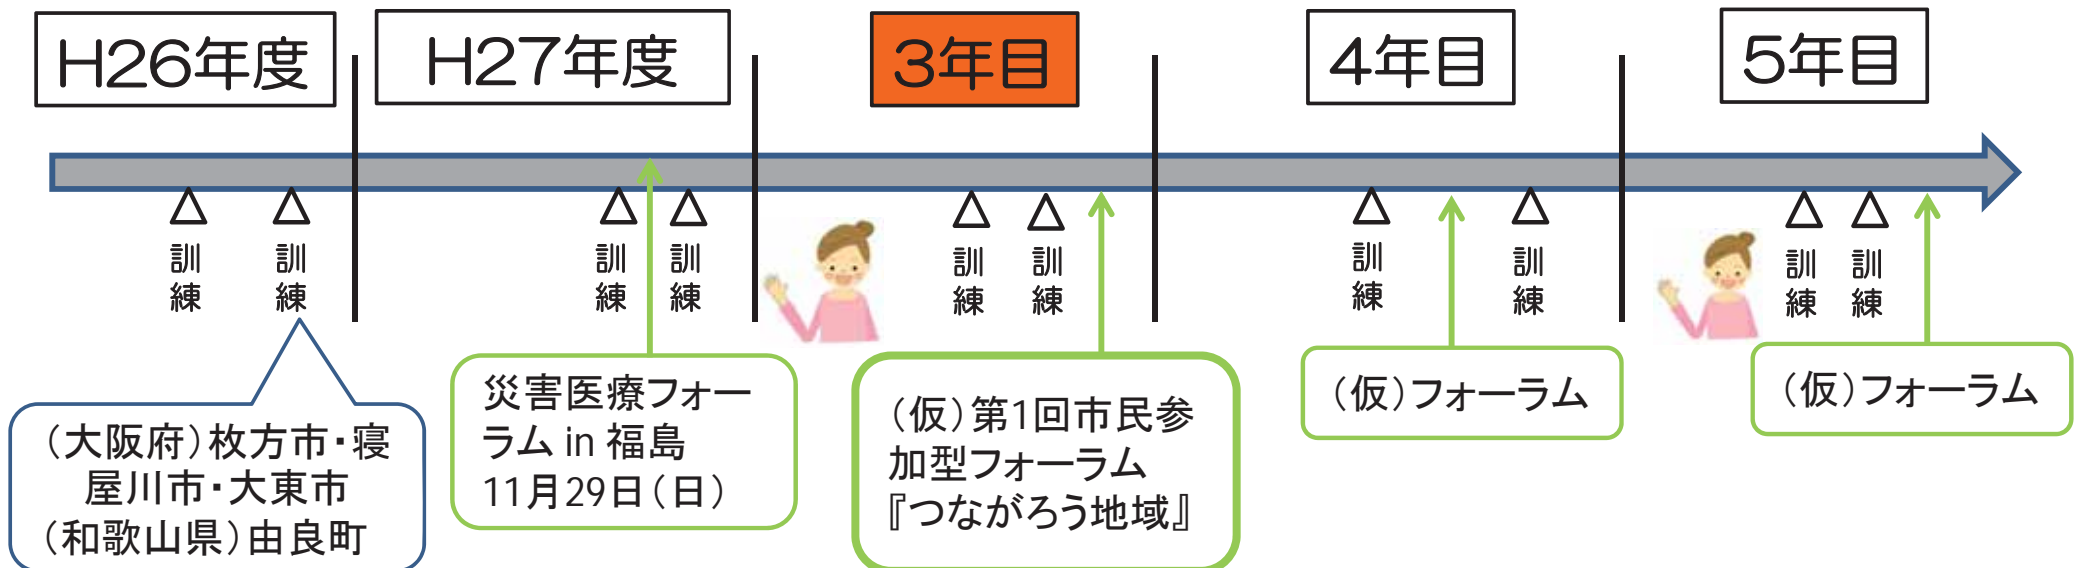 H26年度
H27年度
3年目
4年目
5年目
訓練
訓練
訓練
訓練
訓練
訓練
訓練
訓練
訓練
訓練
（大阪府）枚方市・寝
屋川市・大東市
（和歌山県）由良町
災害医療フォー
ラム in 福島
11月29日（日）
（仮）第1回市民参
加型フォーラム
『つながろう地域』
（仮）フォーラム
（仮）フォーラム